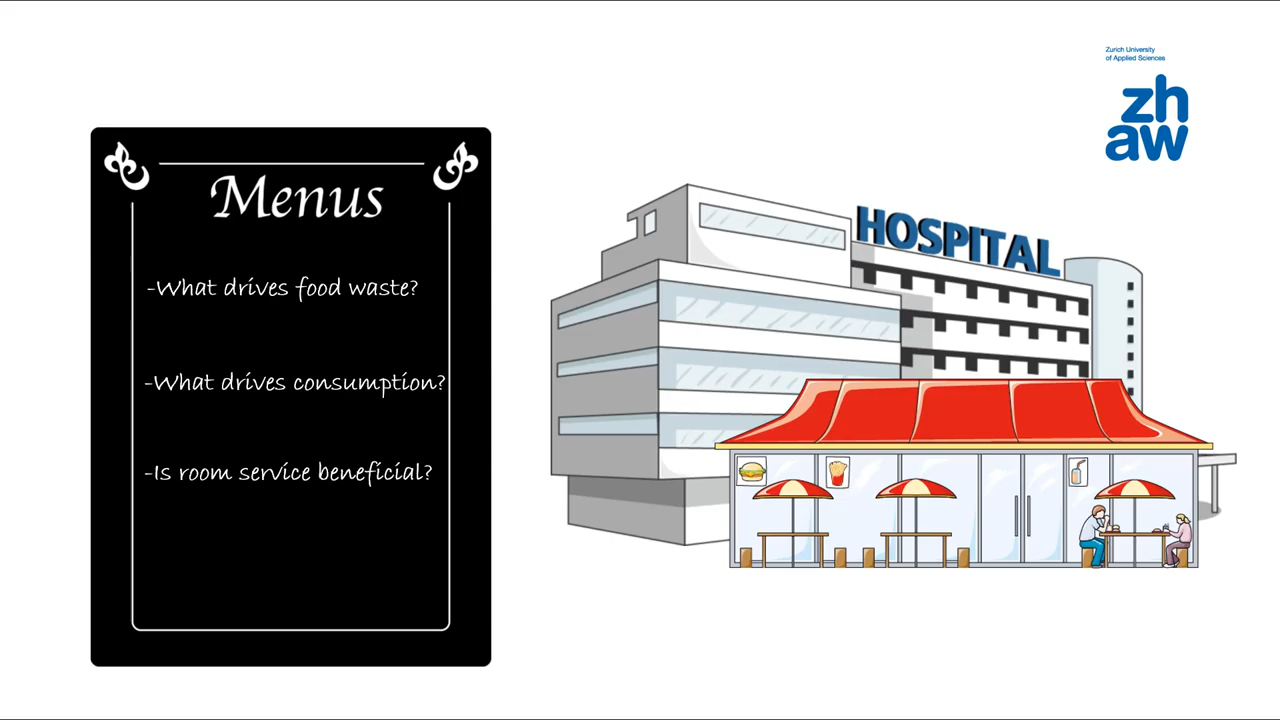 Zurich University
of Applied Sciences
zh
aw
Menus
-What drives food waste?
-What drives consumption?
-Is room service beneficial?
HOSPITAL